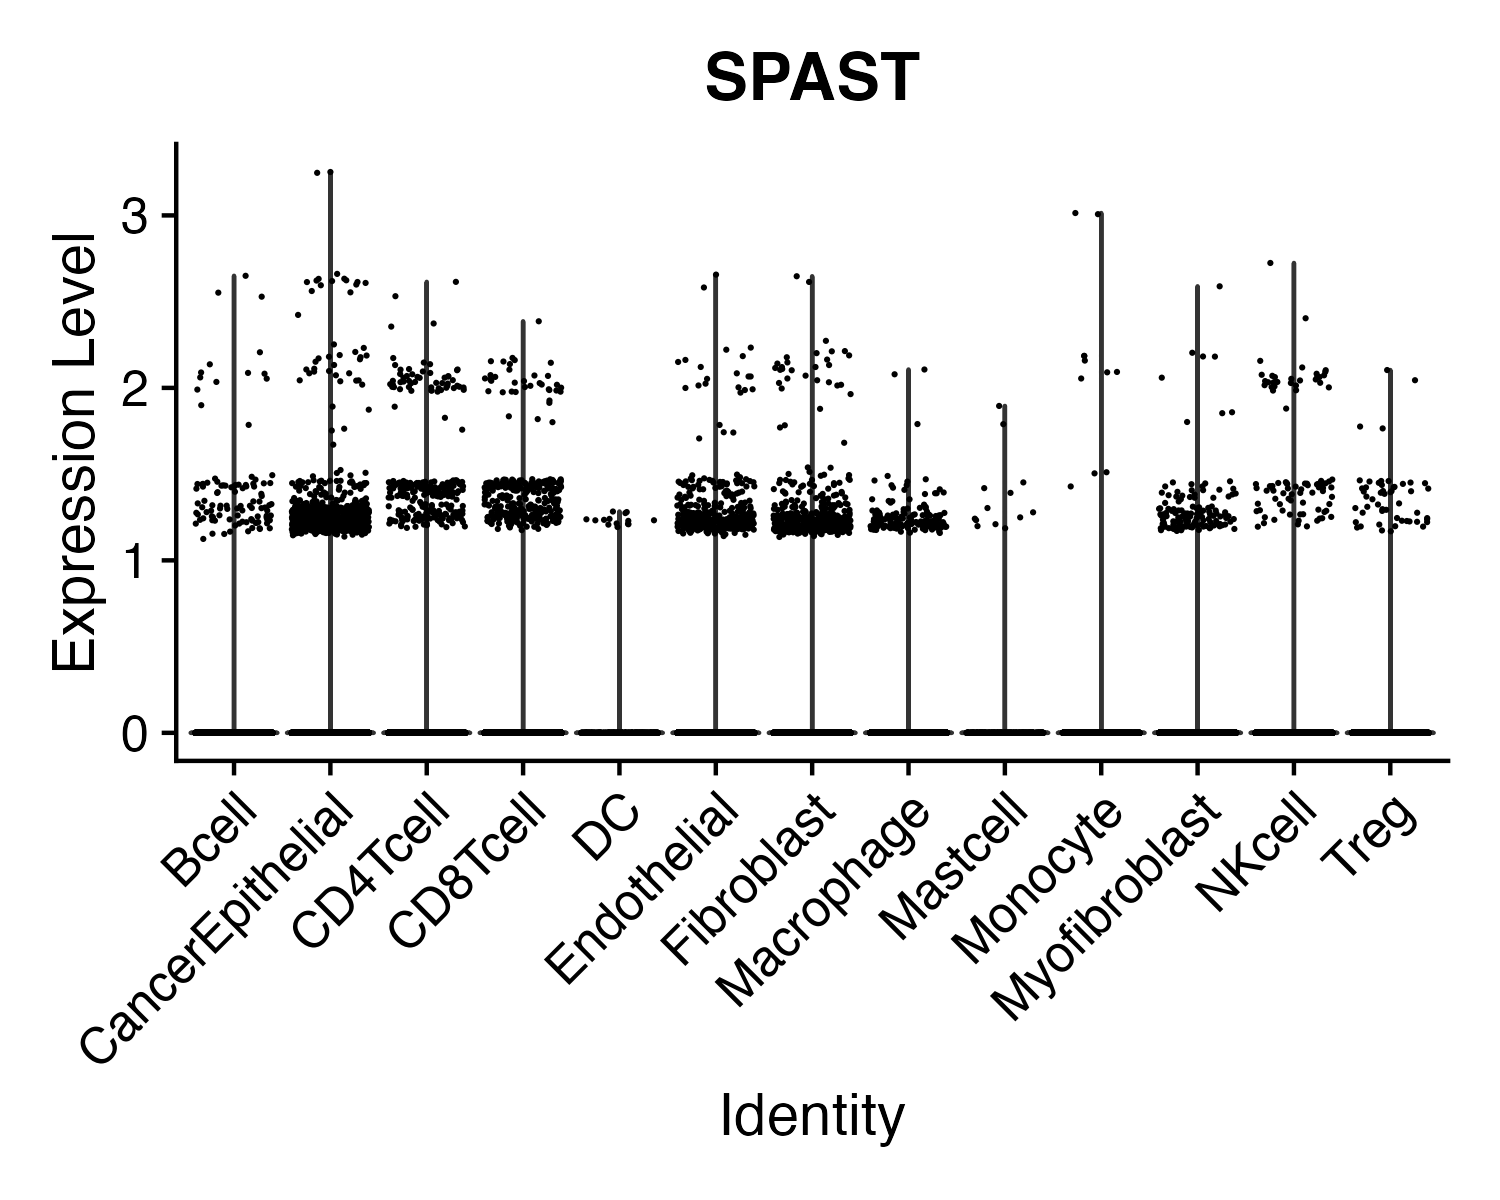 SPAST
Expression Level
3
2
1
0
Bcell
CancerEpithelial
CD4Tcell
CD8Tcell
DC
Endothelial
Fibroblast
Macrophage
Mastcell
Monocyte
Myofibroblast
NKcell
Treg
Identity